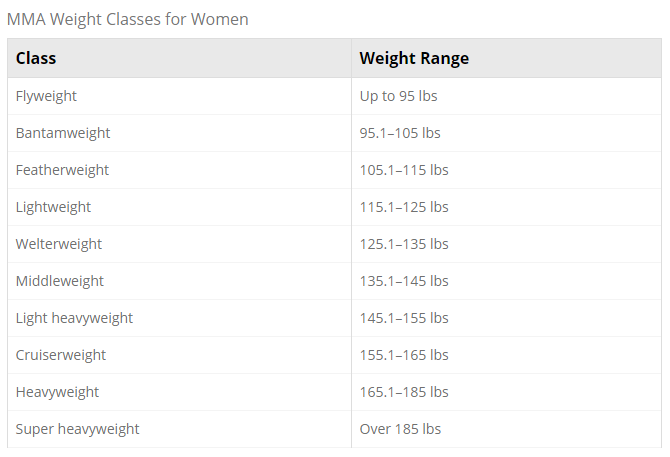 MMA Weight Classes for Women
Class Weight Range
Flyweight Up to 95 lbs
Bantamweight 95.1–105 lbs
Featherweight 105.1–115 lbs
Lightweight 115.1–125 lbs
Welterweight 125.1–135 lbs
Middleweight 135.1–145 lbs
Light heavyweight 145.1–155 lbs
Cruiserweight 155.1–165 lbs
Heavyweight 165.1–185 lbs
Super heavyweight Over 185 lbs